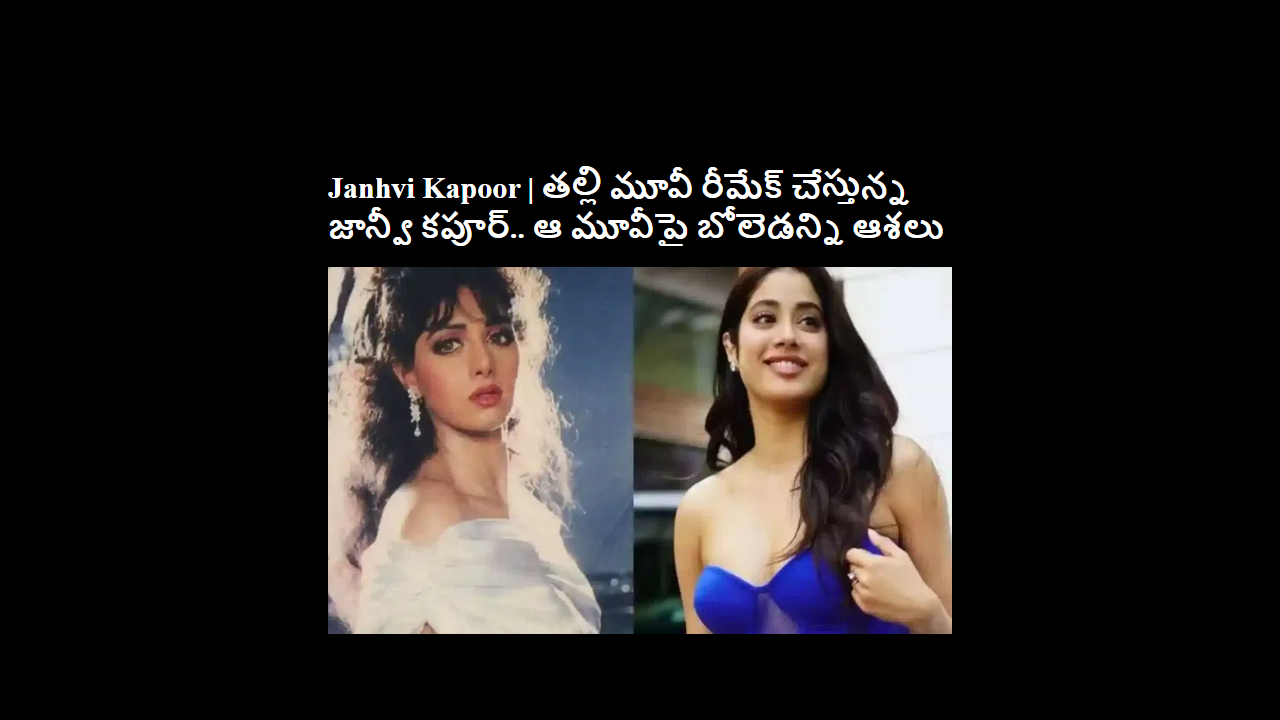 Janhvi Kapoor | తల్లి మూవీ రీమేక్ చేస్తున్న
జాన్వీ కపూర్.. ఆ మూవీపై బోలెడన్ని ఆశలు